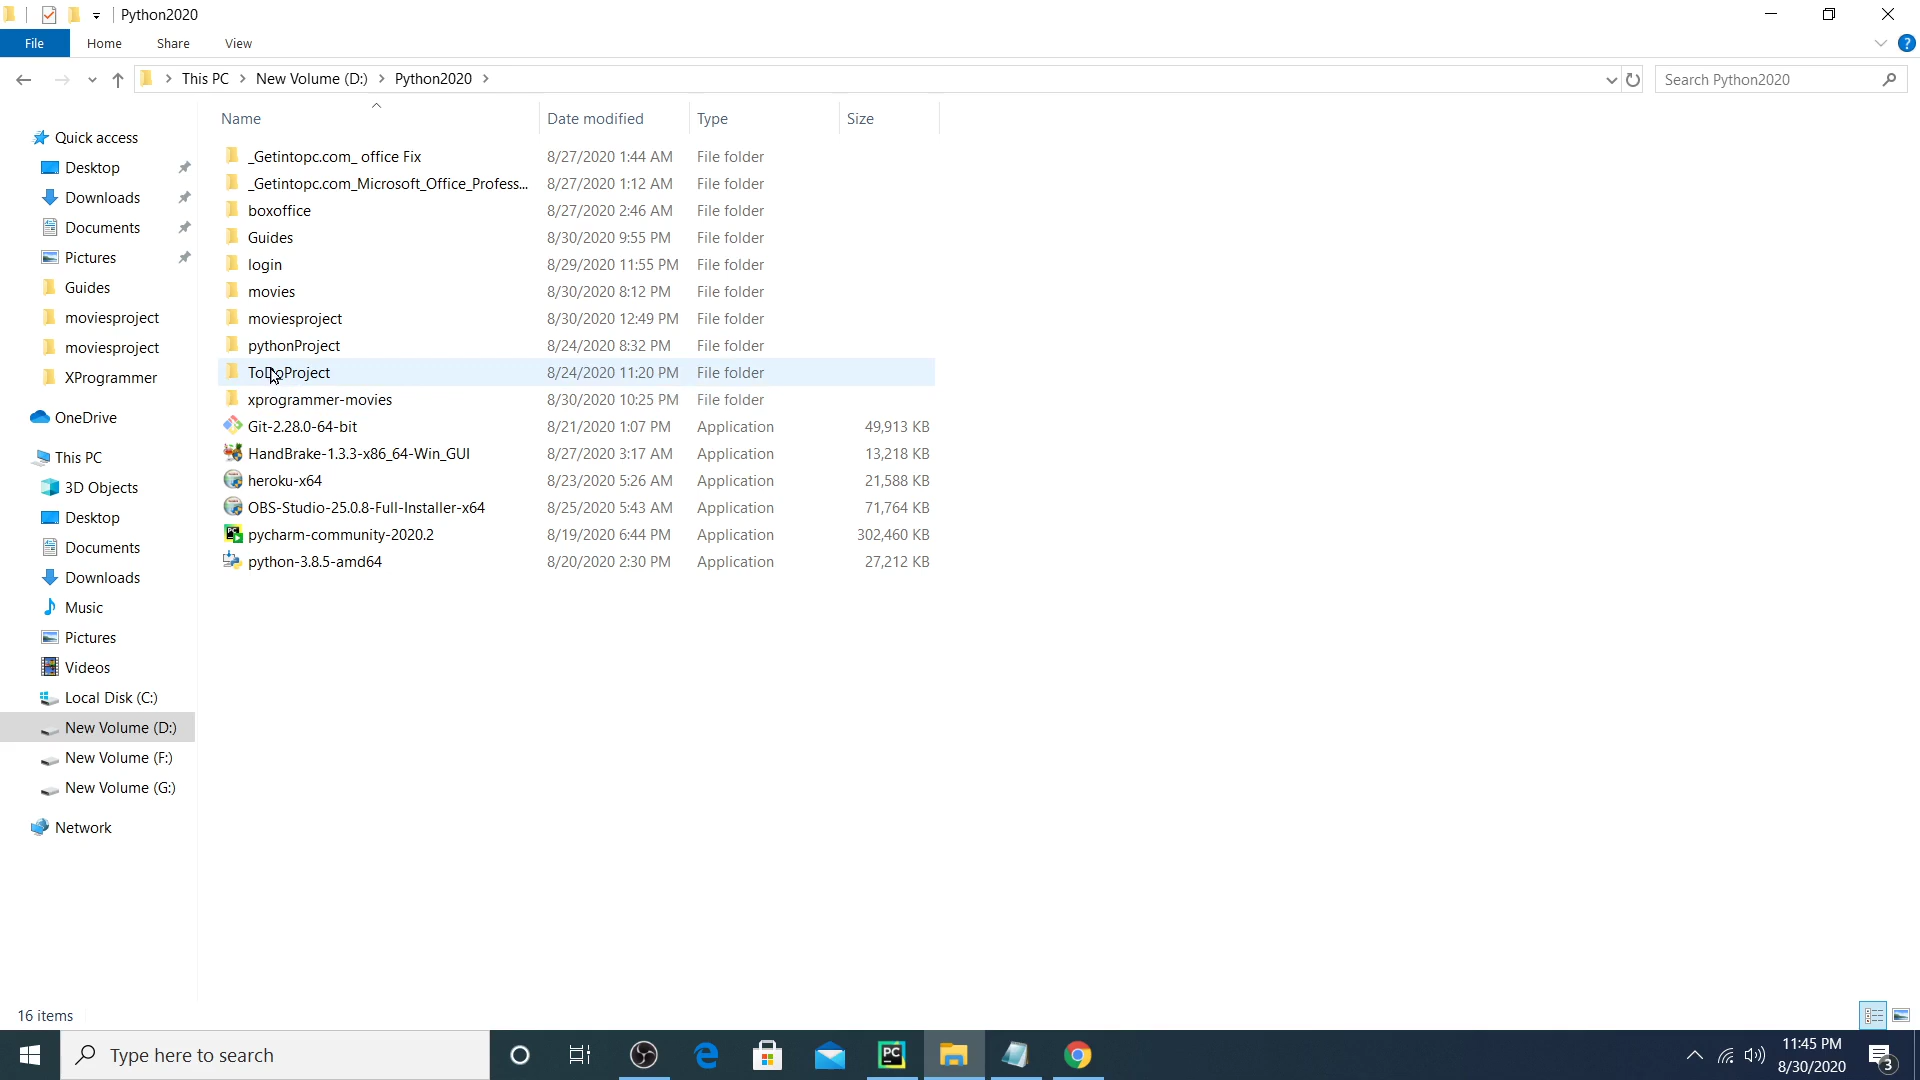 Python2020
File Home Share View
This PC New Volume (D:) Python2020
Search Python2020
Name Date modified Type Size
Quick access
Desktop
Downloads
Documents
Pictures
Guides
moviesproject
moviesproject
XProgrammer
OneDrive
This PC
3D Objects
Desktop
Documents
Downloads
Music
Pictures
Videos
Local Disk (C:)
New Volume (D:)
New Volume (F:)
New Volume (G:)
Network
_Getintopc.com_ office Fix 8/27/2020 1:44 AM File folder
_Getintopc.com_Microsoft_Office_Profess... 8/27/2020 1:12 AM File folder
boxoffice 8/27/2020 2:46 AM File folder
Guides 8/30/2020 9:55 PM File folder
login 8/29/2020 11:55 PM File folder
movies 8/30/2020 8:12 PM File folder
moviesproject 8/30/2020 12:49 PM File folder
pythonProject 8/24/2020 8:32 PM File folder
ToDoProject 8/24/2020 11:20 PM File folder
xprogrammer-movies 8/30/2020 10:25 PM File folder
Git-2.28.0-64-bit 8/21/2020 1:07 PM Application 49,913 KB
HandBrake-1.3.3-x86_64-Win_GUI 8/27/2020 3:17 AM Application 13,218 KB
heroku-x64 8/23/2020 5:26 AM Application 21,588 KB
OBS-Studio-25.0.8-Full-Installer-x64 8/25/2020 5:43 AM Application 71,764 KB
pycharm-community-2020.2 8/19/2020 6:44 PM Application 302,460 KB
python-3.8.5-amd64 8/20/2020 2:30 PM Application 27,212 KB
16 items
Type here to search
PC
11:45 PM
8/30/2020
3